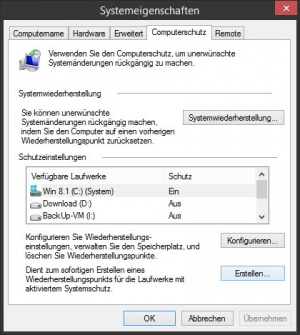 Systemeigenschaften
Computername Hardware Erweitert Computerschutz Remote
Verwenden Sie den Computerschutz, um unerwünschte
Systemänderungen rückgängig zu machen.
Systemwiederherstellung
Sie können unerwünschte
Systemänderungen rückgängig machen,
indem Sie den Computer auf einen vorherigen
Wiederherstellungspunkt zurücksetzen.
Systemwiederherstellung...
Schutzeinstellungen
Verfügbare Laufwerke Schutz
Win 8.1 (C:) (System) Ein
Download (D:) Aus
BackUp-VM (I:) Aus
Konfigurieren Sie Wiederherstellungs-
einstellungen, verwalten Sie den Speicherplatz, und
löschen Sie Wiederherstellungspunkte.
Konfigurieren...
Dient zum sofortigen Erstellen eines
Wiederherstellungspunkts für die Laufwerke mit
aktiviertem Systemschutz.
Erstellen...
OK Abbrechen Übernehmen